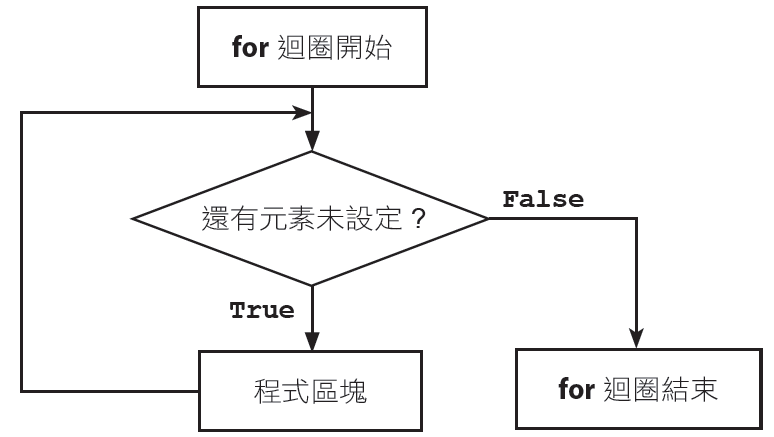 for 迴圈開始
還有元素未設定？
False
True
程式區塊
for 迴圈結束